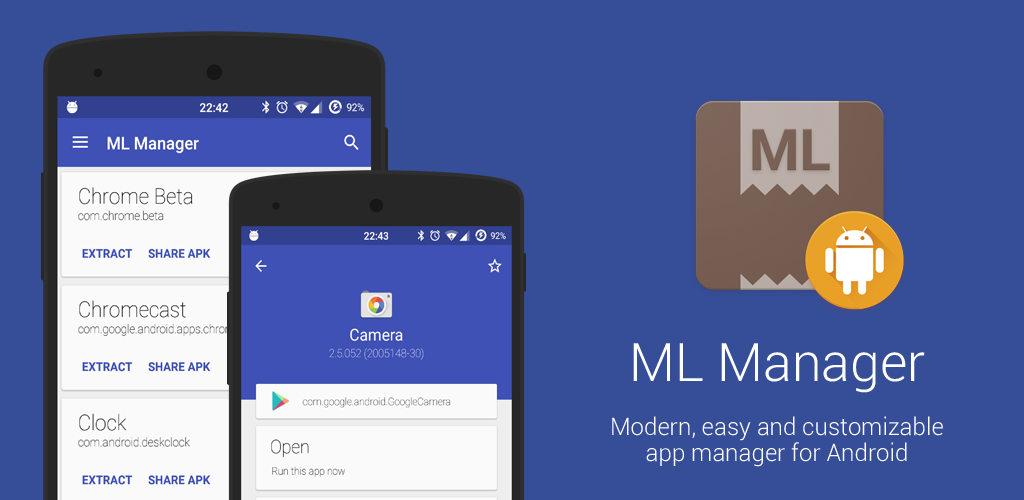 22:42
92%
ML Manager
Chrome Beta
com.chrome.beta
EXTRACT SHARE APK
Chromecast
com.google.android.apps.chro
EXTRACT SHARE APK
Clock
com.android.deskclock
EXTRACT SHARE APK
22:43
92%
Camera
2.5.052 (2005148-30)
com.google.android.GoogleCamera
Open
Run this app now
ML
ML Manager
Modern, easy and customizable
app manager for Android